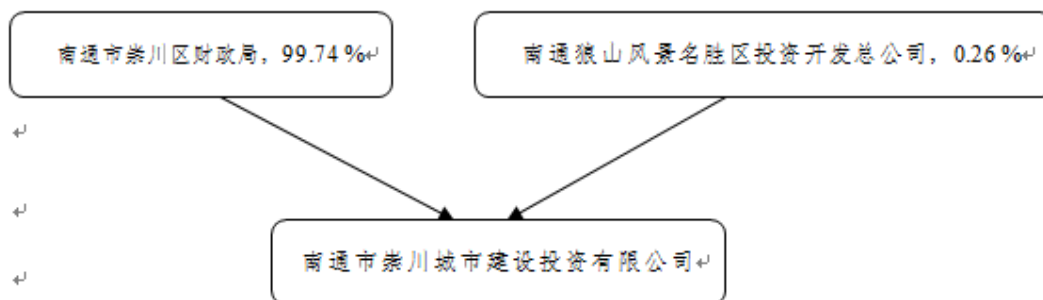 南通市崇川区财政局，99.74%
南通狼山风景名胜区投资开发总公司，0.26%
南通市崇川城市建设投资有限公司